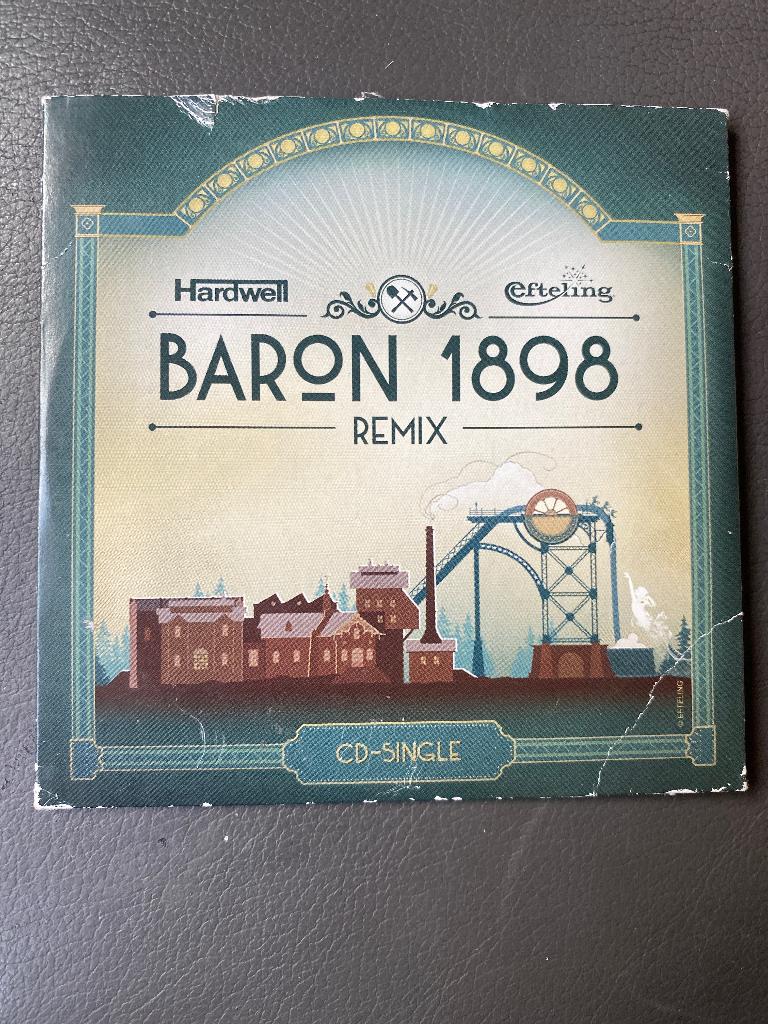 Hardwell efteling
BARON 1898
REMIX
© EFTELING
CD-SINGLE